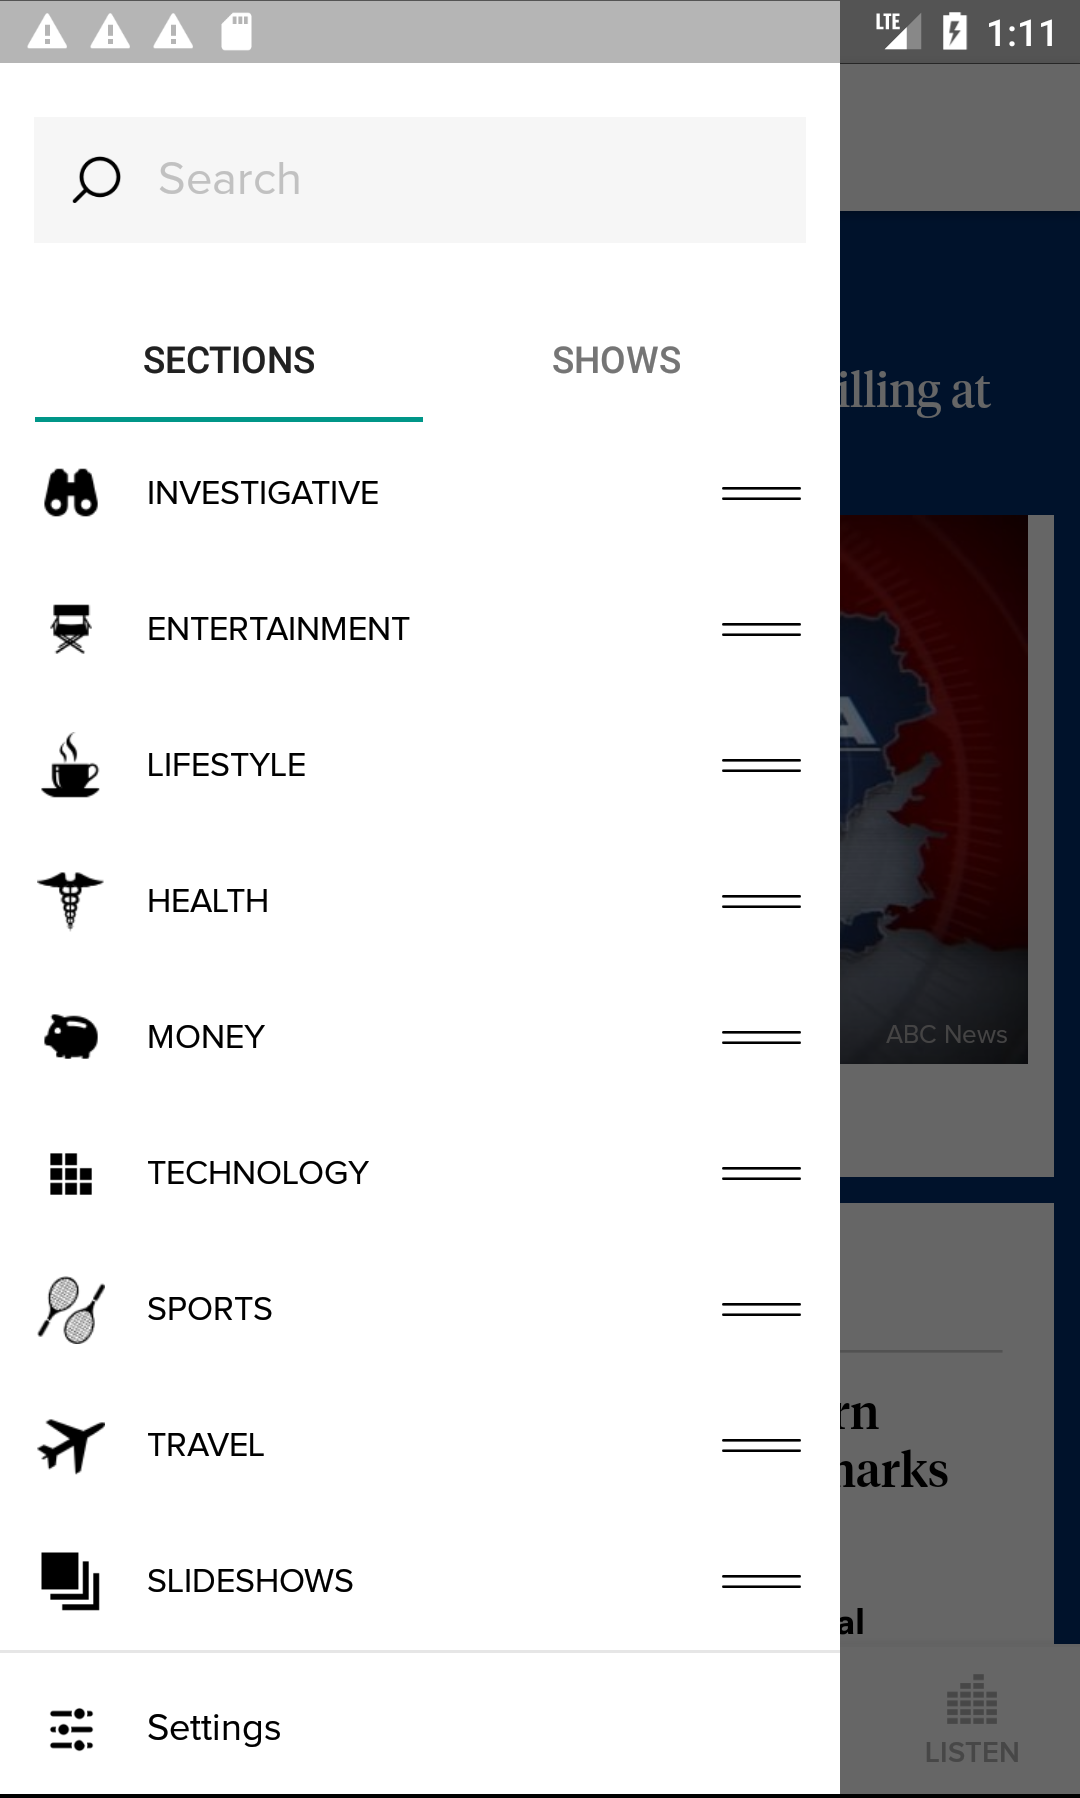 LTE 1:11
Search
SECTIONS SHOWS
INVESTIGATIVE
ENTERTAINMENT
LIFESTYLE
HEALTH
MONEY
TECHNOLOGY
SPORTS
TRAVEL
SLIDESHOWS
Settings
illing at
A
ABC News
rn
narks
al
LISTEN